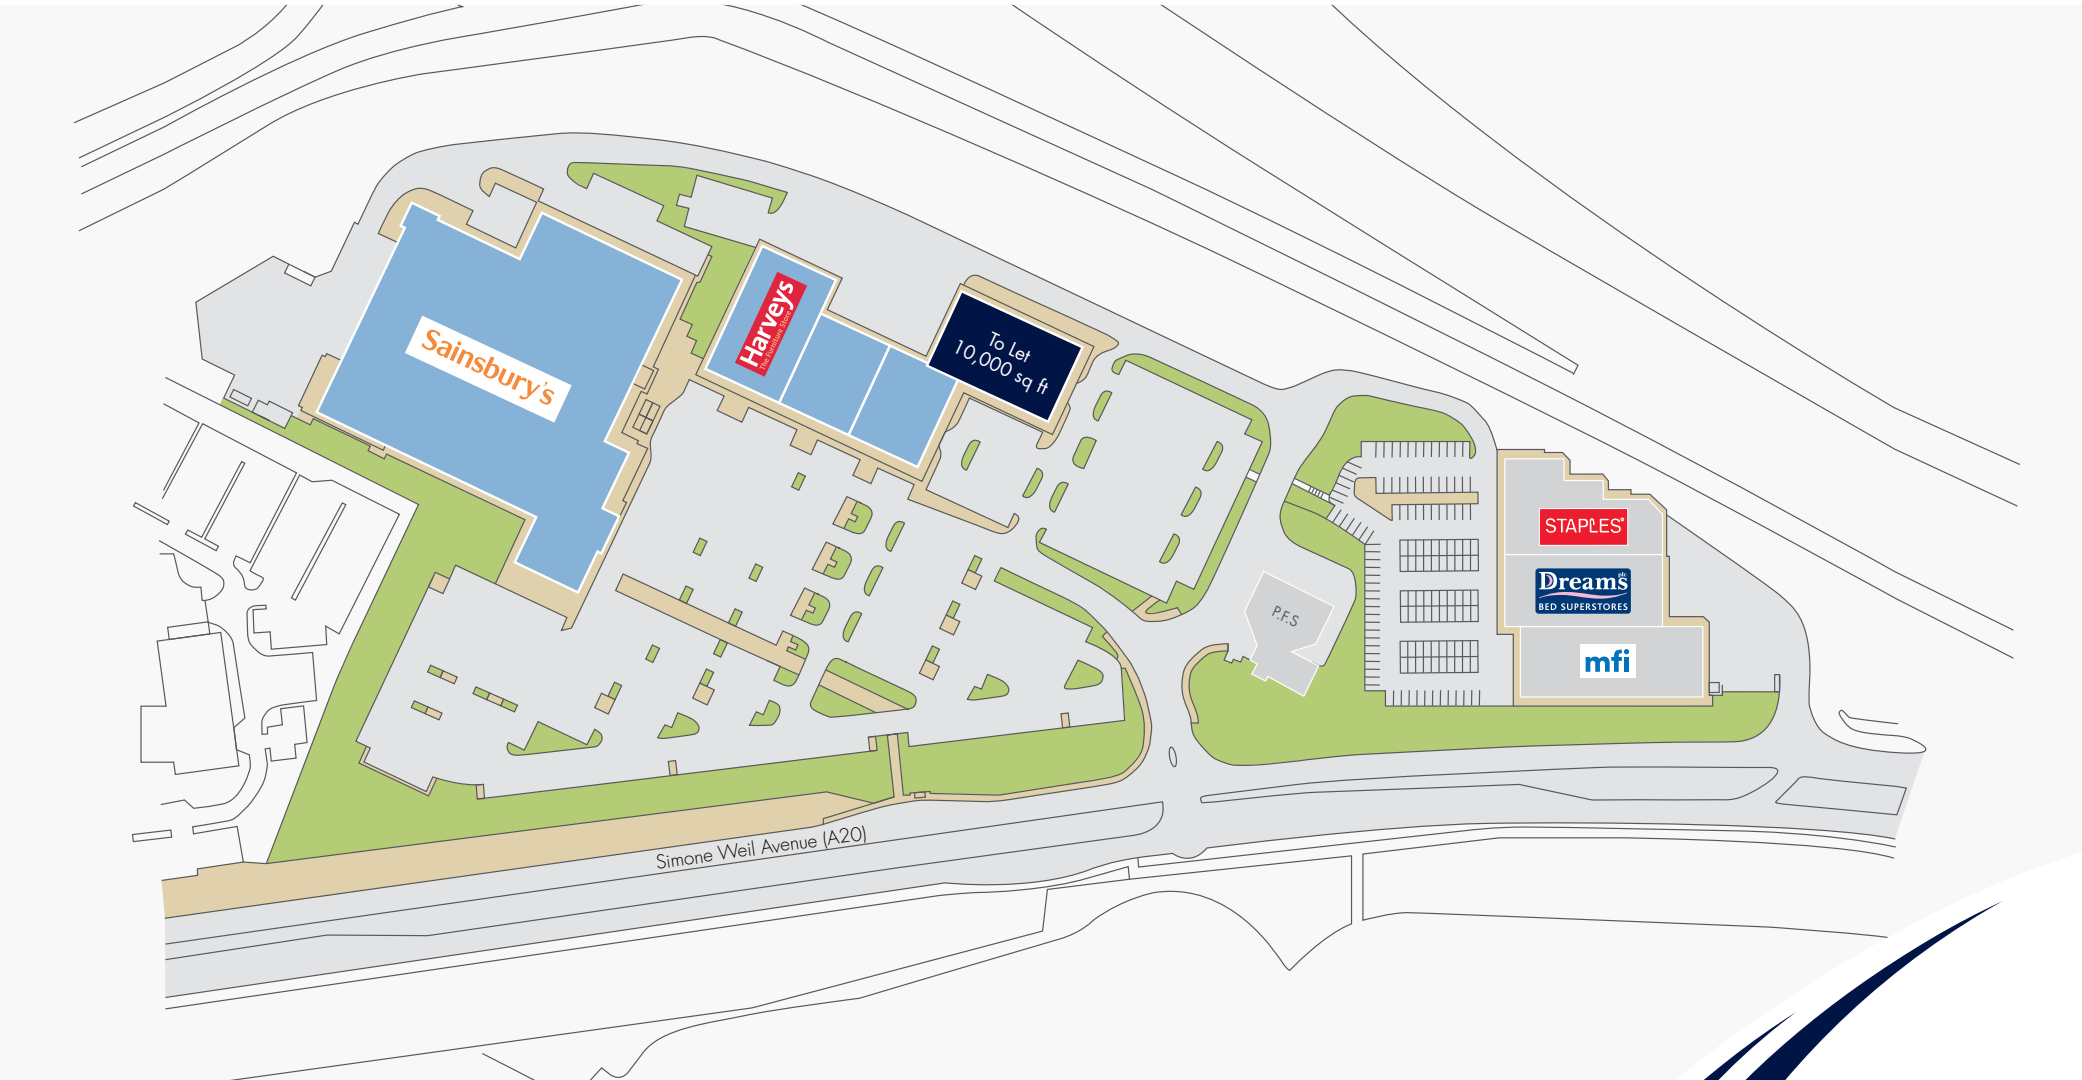 Sainsbury's
Harveys
The Furniture Store
To Let
10,000 sq ft
P.F.S
STAPLES®
Dreams plc
BED SUPERSTORES
mfi
Simone Weil Avenue (A20)